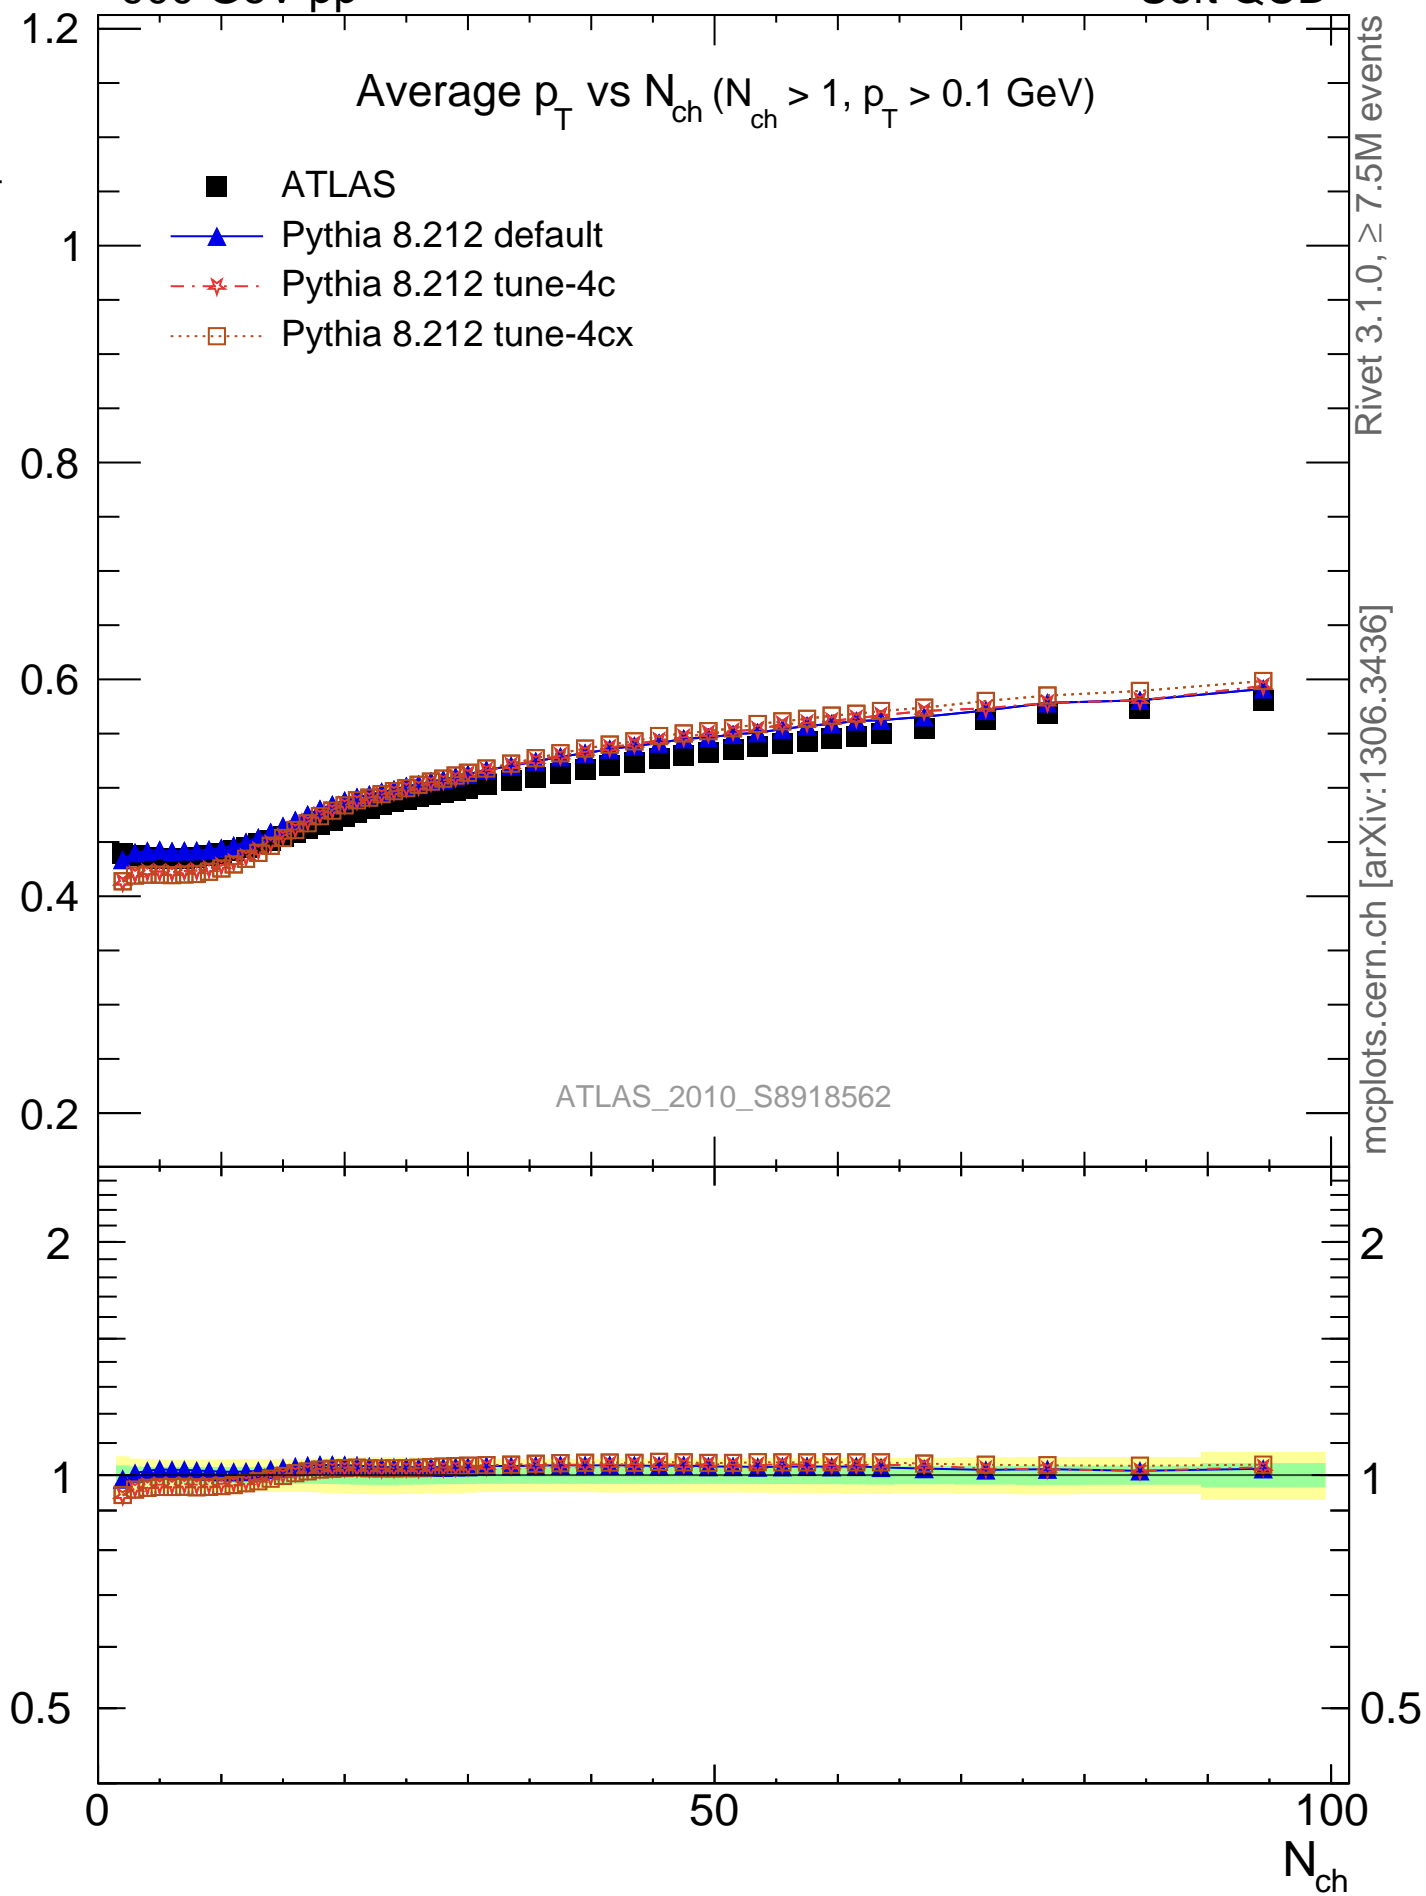 Average p_T vs N_ch (N_ch > 1, p_T > 0.1 GeV)
ATLAS
Pythia 8.212 default
Pythia 8.212 tune-4c
Pythia 8.212 tune-4cx
1.2
1
0.8
0.6
0.4
0.2
ATLAS_2010_S8918562
Rivet 3.1.0, ≥ 7.5M events
mcplots.cern.ch [arXiv:1306.3436]
2
1
0.5
2
1
0.5
0
50
100
N_ch